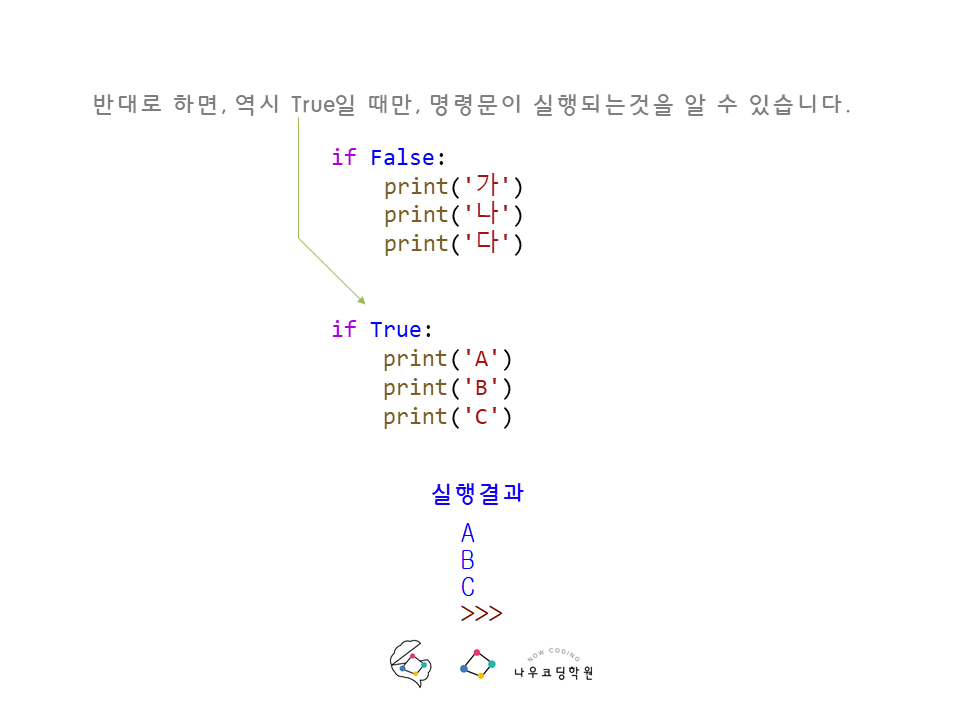 반대로 하면, 역시 True일 때만, 명령문이 실행되는것을 알 수 있습니다.
if False:
    print('가')
    print('나')
    print('다')
if True:
    print('A')
    print('B')
    print('C')
실행결과
A
B
C
>>>
NOW CODING
나우코딩학원